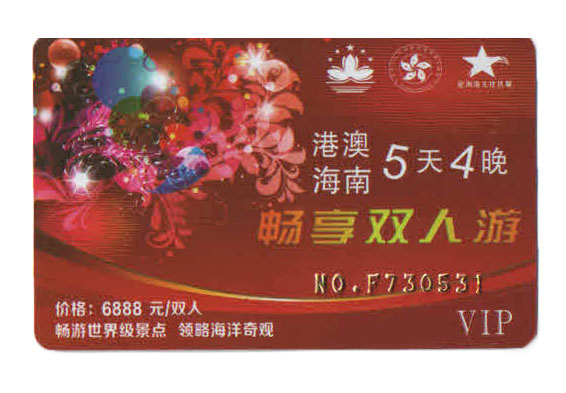 港澳
海南 5天4晚
畅享双人游
NO.F730531
价格：6888 元/双人
畅游世界级景点 领略海洋奇观
VIP